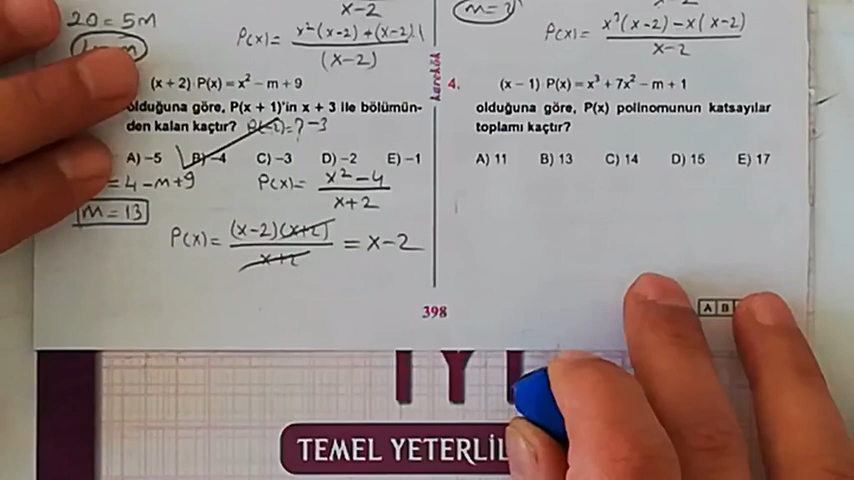 20 = 5m
x-2
P(x) = x²(x-2)+(x-2).1
(x-2)
(x+2) P(x) = x² – m + 9
olduğuna göre, P(x + 1)'in x + 3 ile bölümün-
den kalan kaçtır? P(-2)=?-3
A) –5 B) –4 C) –3 D) –2 E) –1
= 4-m+9
P(x) = x²-4
x+2
m = 13
P(x) = (x-2)(x+2) = x-2
x+2
karekök
x-2
P(x) = x³(x-2)-x(x-2)
x-2
4. (x – 1) P(x) = x³ + 7x² – m + 1
olduğuna göre, P(x) polinomunun katsayılar
toplamı kaçtır?
A) 11 B) 13 C) 14 D) 15 E) 17
398
A B
TEMEL YETERLİL